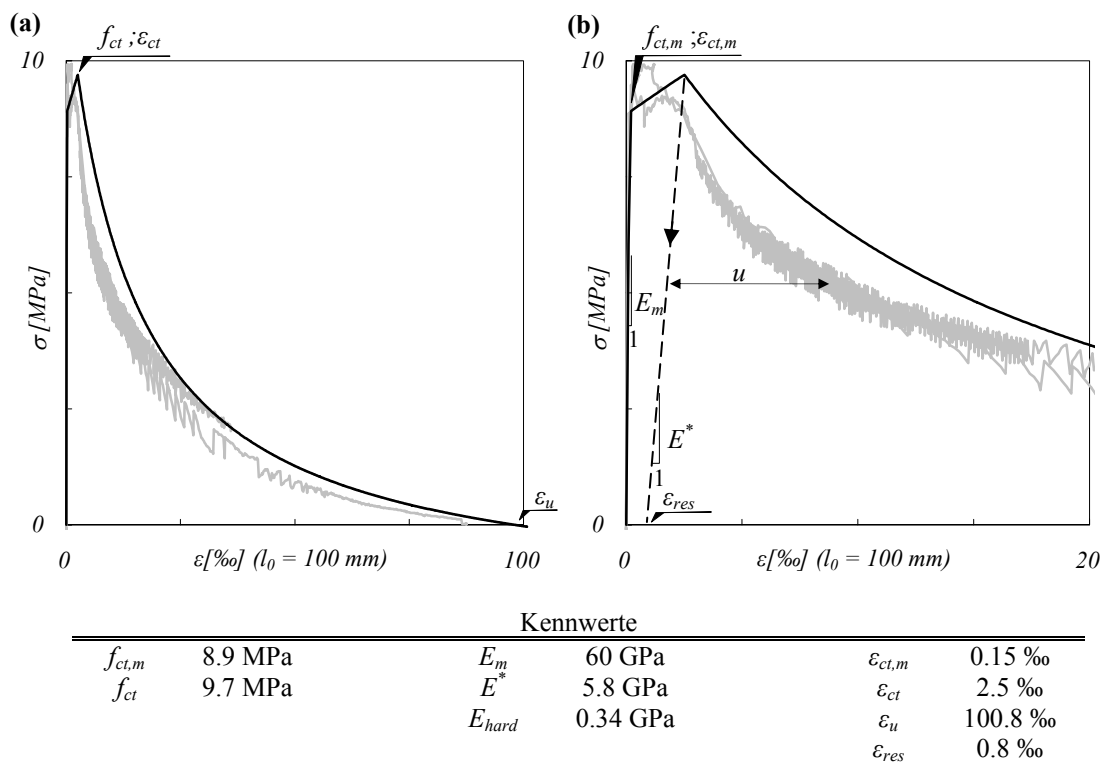 (a)
f_ct ; ε_ct
10
σ [MPa]
0
ε_u
0
ε[‰] (l_0 = 100 mm)
100
(b)
f_ct,m ; ε_ct,m
10
σ [MPa]
E_m
1
u
E^*
1
ε_res
0
0
ε[‰] (l_0 = 100 mm)
20
Kennwerte
f_ct,m 8.9 MPa E_m 60 GPa ε_ct,m 0.15 ‰
f_ct 9.7 MPa E^* 5.8 GPa ε_ct 2.5 ‰
E_hard 0.34 GPa ε_u 100.8 ‰
ε_res 0.8 ‰